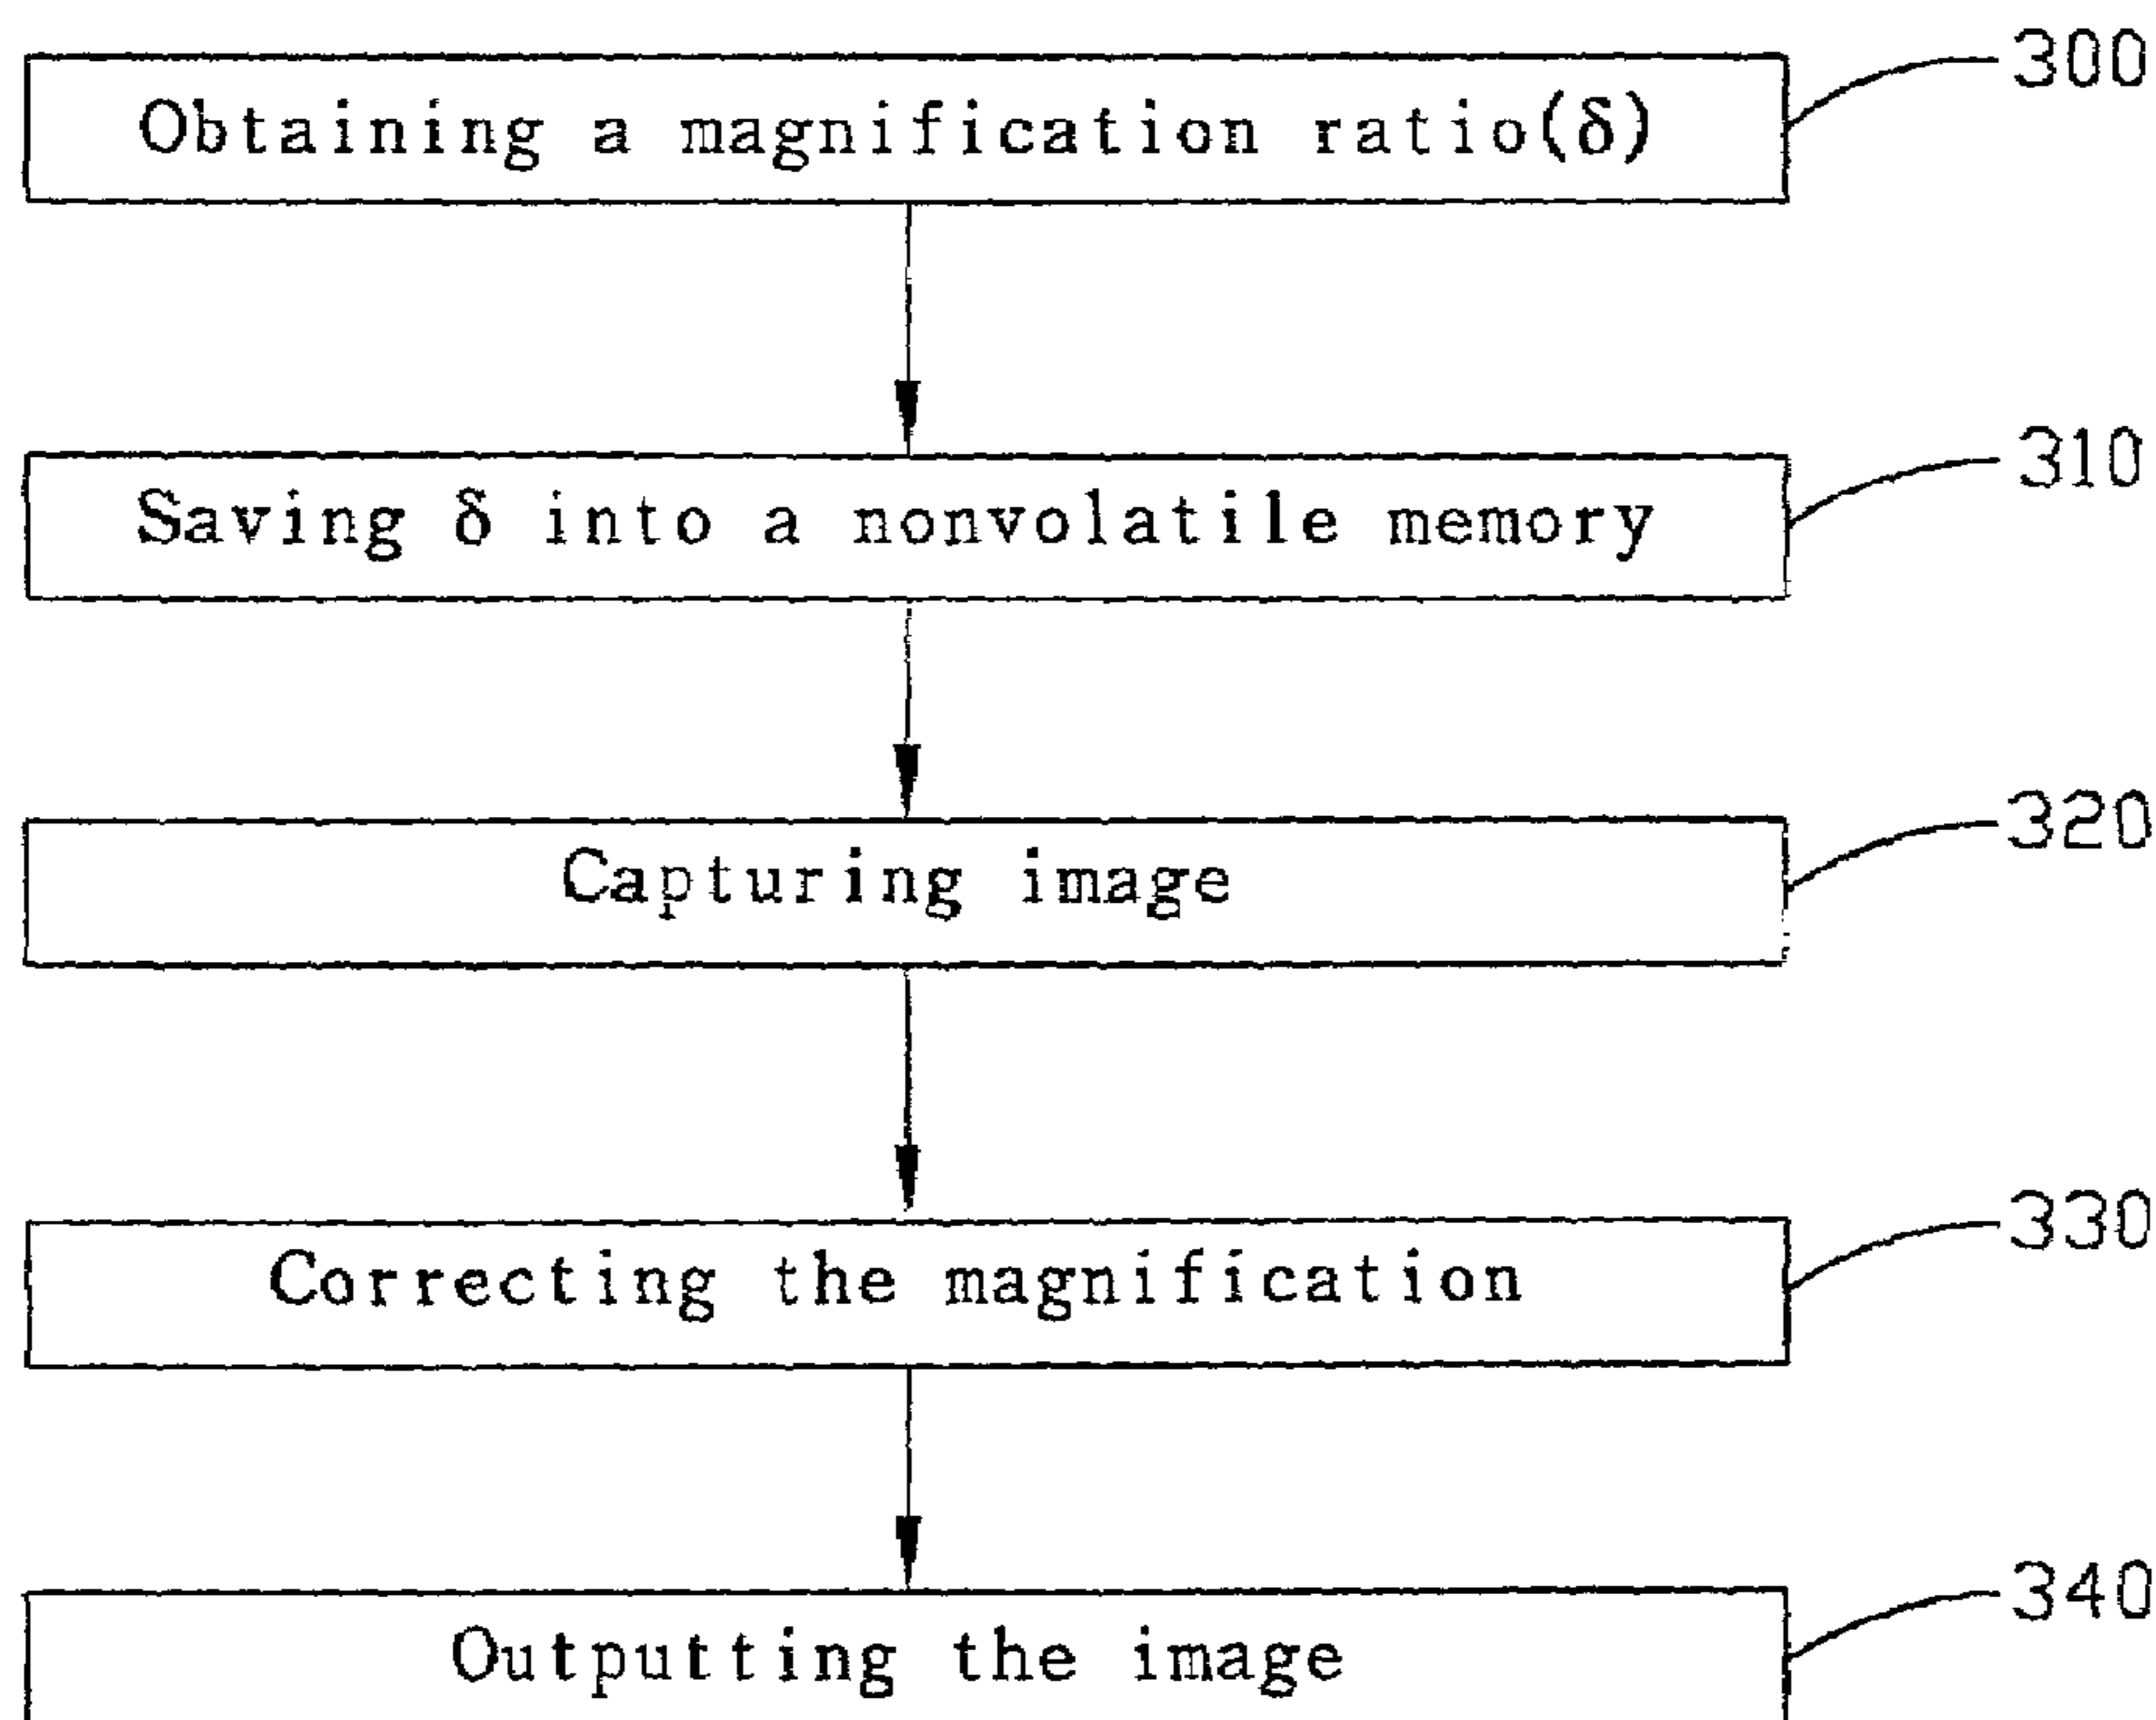 300
Obtaining a magnification ratio(δ)
310
Saving δ into a nonvolatile memory
320
Capturing image
330
Correcting the magnification
340
Outputting the image